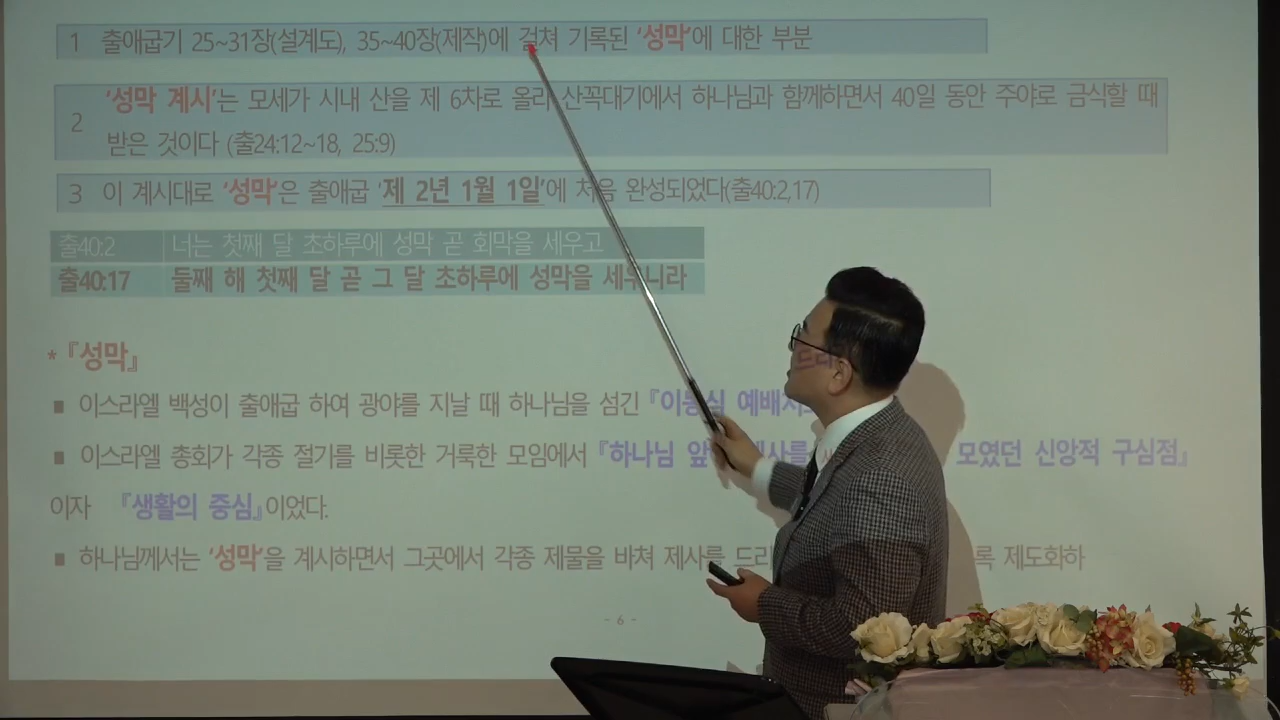 1 출애굽기 25~31장(설계도), 35~40장(제작)에 걸쳐 기록된 '성막'에 대한 부분
2 '성막 계시'는 모세가 시내 산을 제 6차로 올라 산꼭대기에서 하나님과 함께하면서 40일 동안 주야로 금식할 때
받은 것이다 (출24:12~18, 25:9)
3 이 계시대로 '성막'은 출애굽 '제 2년 1월 1일'에 처음 완성되었다(출40:2,17)
출40:2 너는 첫째 달 초하루에 성막 곧 회막을 세우고
출40:17 둘째 해 첫째 달 곧 그 달 초하루에 성막을 세우니라
* 『성막』
■ 이스라엘 백성이 출애굽 하여 광야를 지날 때 하나님을 섬긴 『이동식
■ 이스라엘 총회가 각종 절기를 비롯한 거룩한 모임에서 『하나님 모였던 신앙적 구심점』
이자 『생활의 중심』이었다.
■ 하나님께서는 '성막'을 계시하면서 그곳에서 각종 제물을 바쳐 제사를 제도화하
- 6 -